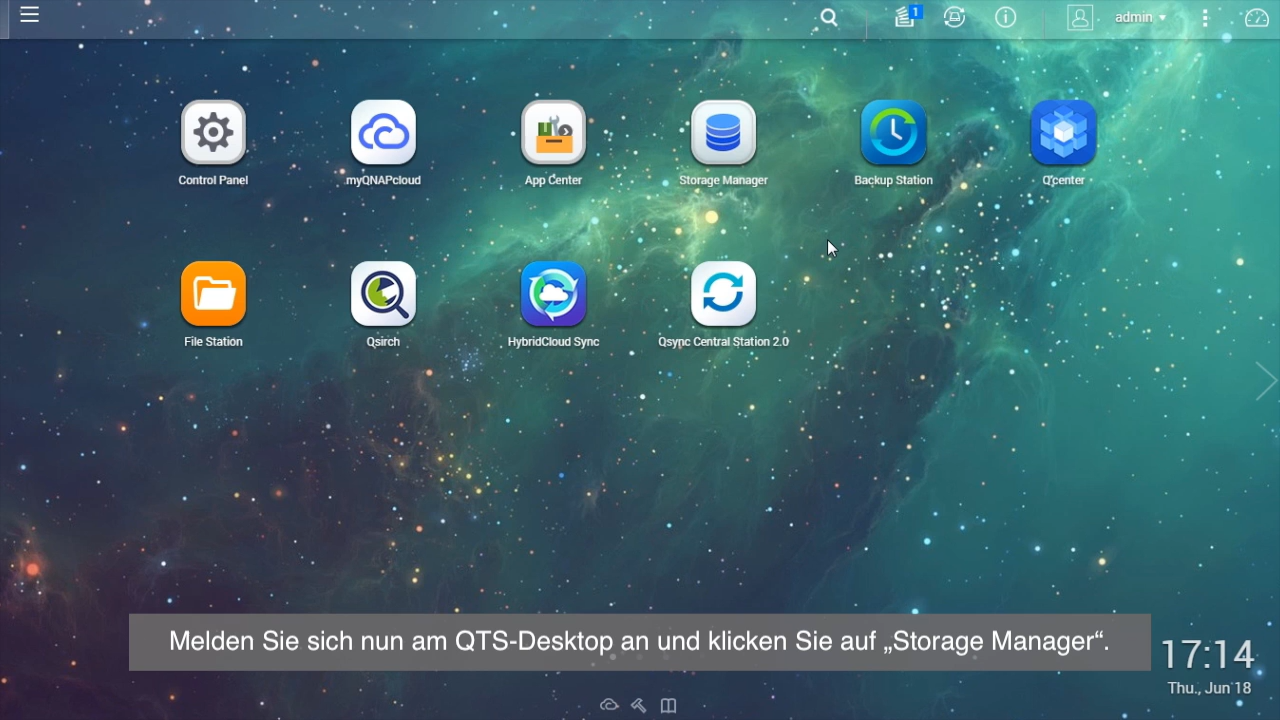 1
admin
Control Panel
myQNAPcloud
App Center
Storage Manager
Backup Station
Q'center
File Station
Qsirch
HybridCloud Sync
Qsync Central Station 2.0
Melden Sie sich nun am QTS-Desktop an und klicken Sie auf „Storage Manager“.
17:14
Thu., Jun 18